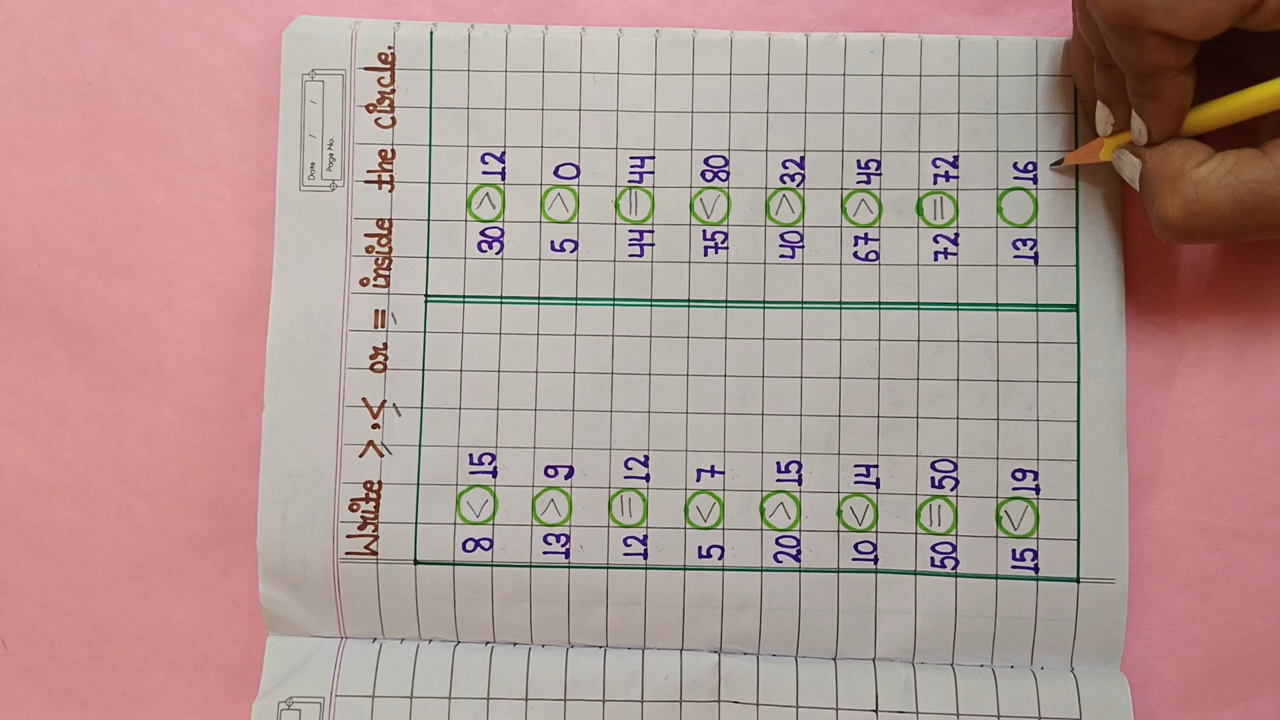 Date / /
Page No.
Write >, < or = inside the circle.
8 < 15
13 > 9
12 = 12
5 < 7
20 > 15
10 < 14
50 = 50
15 < 19
30 > 12
5 > 0
44 = 44
75 < 80
40 > 32
67 > 45
72 = 72
13 16